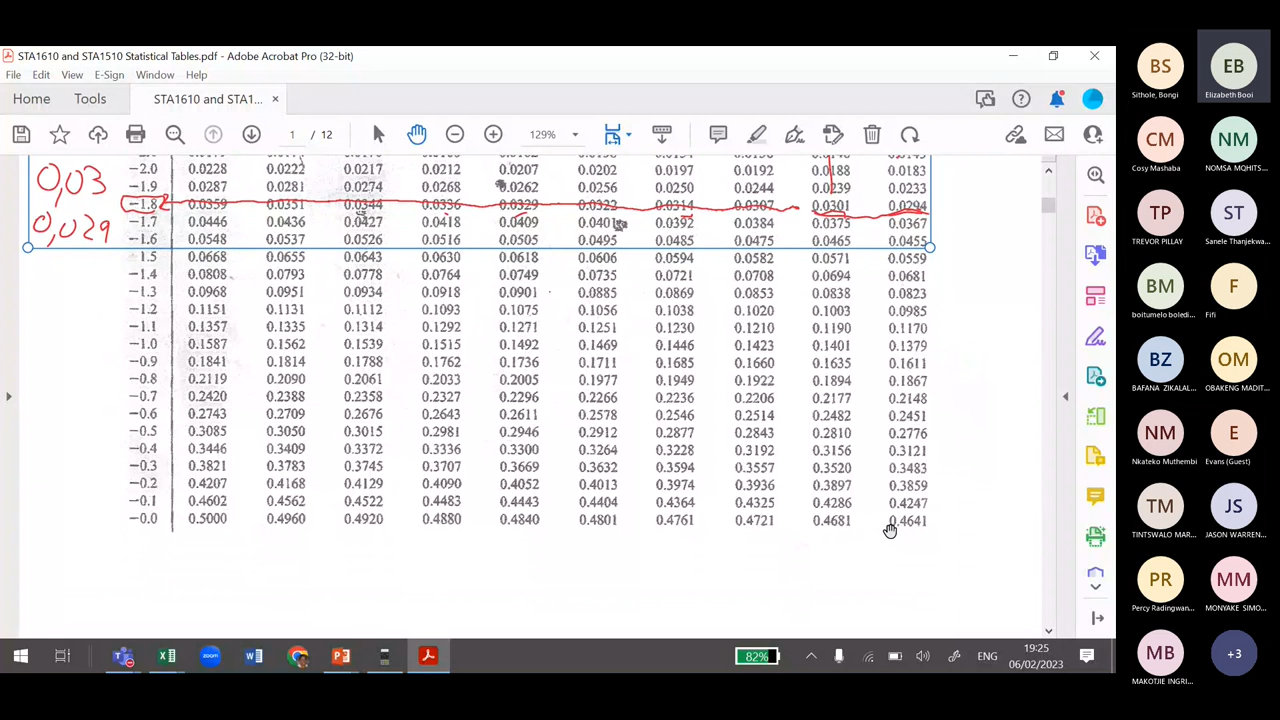 STA1610 and STA1510 Statistical Tables.pdf - Adobe Acrobat Pro (32-bit)
File Edit View E-Sign Window Help
Home Tools STA1610 and STA1... ×
1 / 12 129%
0,03
0,029
−2.0 0.0228 0.0222 0.0217 0.0212 0.0207 0.0202 0.0197 0.0192 0.0188 0.0183
−1.9 0.0287 0.0281 0.0274 0.0268 0.0262 0.0256 0.0250 0.0244 0.0239 0.0233
−1.8 0.0359 0.0351 0.0344 0.0336 0.0329 0.0322 0.0314 0.0307 0.0301 0.0294
−1.7 0.0446 0.0436 0.0427 0.0418 0.0409 0.0401 0.0392 0.0384 0.0375 0.0367
−1.6 0.0548 0.0537 0.0526 0.0516 0.0505 0.0495 0.0485 0.0475 0.0465 0.0455
−1.5 0.0668 0.0655 0.0643 0.0630 0.0618 0.0606 0.0594 0.0582 0.0571 0.0559
−1.4 0.0808 0.0793 0.0778 0.0764 0.0749 0.0735 0.0721 0.0708 0.0694 0.0681
−1.3 0.0968 0.0951 0.0934 0.0918 0.0901 0.0885 0.0869 0.0853 0.0838 0.0823
−1.2 0.1151 0.1131 0.1112 0.1093 0.1075 0.1056 0.1038 0.1020 0.1003 0.0985
−1.1 0.1357 0.1335 0.1314 0.1292 0.1271 0.1251 0.1230 0.1210 0.1190 0.1170
−1.0 0.1587 0.1562 0.1539 0.1515 0.1492 0.1469 0.1446 0.1423 0.1401 0.1379
−0.9 0.1841 0.1814 0.1788 0.1762 0.1736 0.1711 0.1685 0.1660 0.1635 0.1611
−0.8 0.2119 0.2090 0.2061 0.2033 0.2005 0.1977 0.1949 0.1922 0.1894 0.1867
−0.7 0.2420 0.2388 0.2358 0.2327 0.2296 0.2266 0.2236 0.2206 0.2177 0.2148
−0.6 0.2743 0.2709 0.2676 0.2643 0.2611 0.2578 0.2546 0.2514 0.2482 0.2451
−0.5 0.3085 0.3050 0.3015 0.2981 0.2946 0.2912 0.2877 0.2843 0.2810 0.2776
−0.4 0.3446 0.3409 0.3372 0.3336 0.3300 0.3264 0.3228 0.3192 0.3156 0.3121
−0.3 0.3821 0.3783 0.3745 0.3707 0.3669 0.3632 0.3594 0.3557 0.3520 0.3483
−0.2 0.4207 0.4168 0.4129 0.4090 0.4052 0.4013 0.3974 0.3936 0.3897 0.3859
−0.1 0.4602 0.4562 0.4522 0.4483 0.4443 0.4404 0.4364 0.4325 0.4286 0.4247
−0.0 0.5000 0.4960 0.4920 0.4880 0.4840 0.4801 0.4761 0.4721 0.4681 0.4641
zoom
82%
ENG
19:25
06/02/2023
BS EB
Sithole, Bongi Elizabeth Booi
CM NM
Cosy Mashaba NOMSA MQHITS...
TP ST
TREVOR PILLAY Sanele Thanjekwa...
BM F
boitumelo boledi... Fifi
BZ OM
BAFANA ZIKALAL... OBAKENG MADIT...
NM E
Nkateko Muthembi Evans (Guest)
TM JS
TINTSWALO MAR... JASON WARREN...
PR MM
Percy Radingwan... MONYAKE SIMO...
MB +3
MAKOTJIE INGRI...